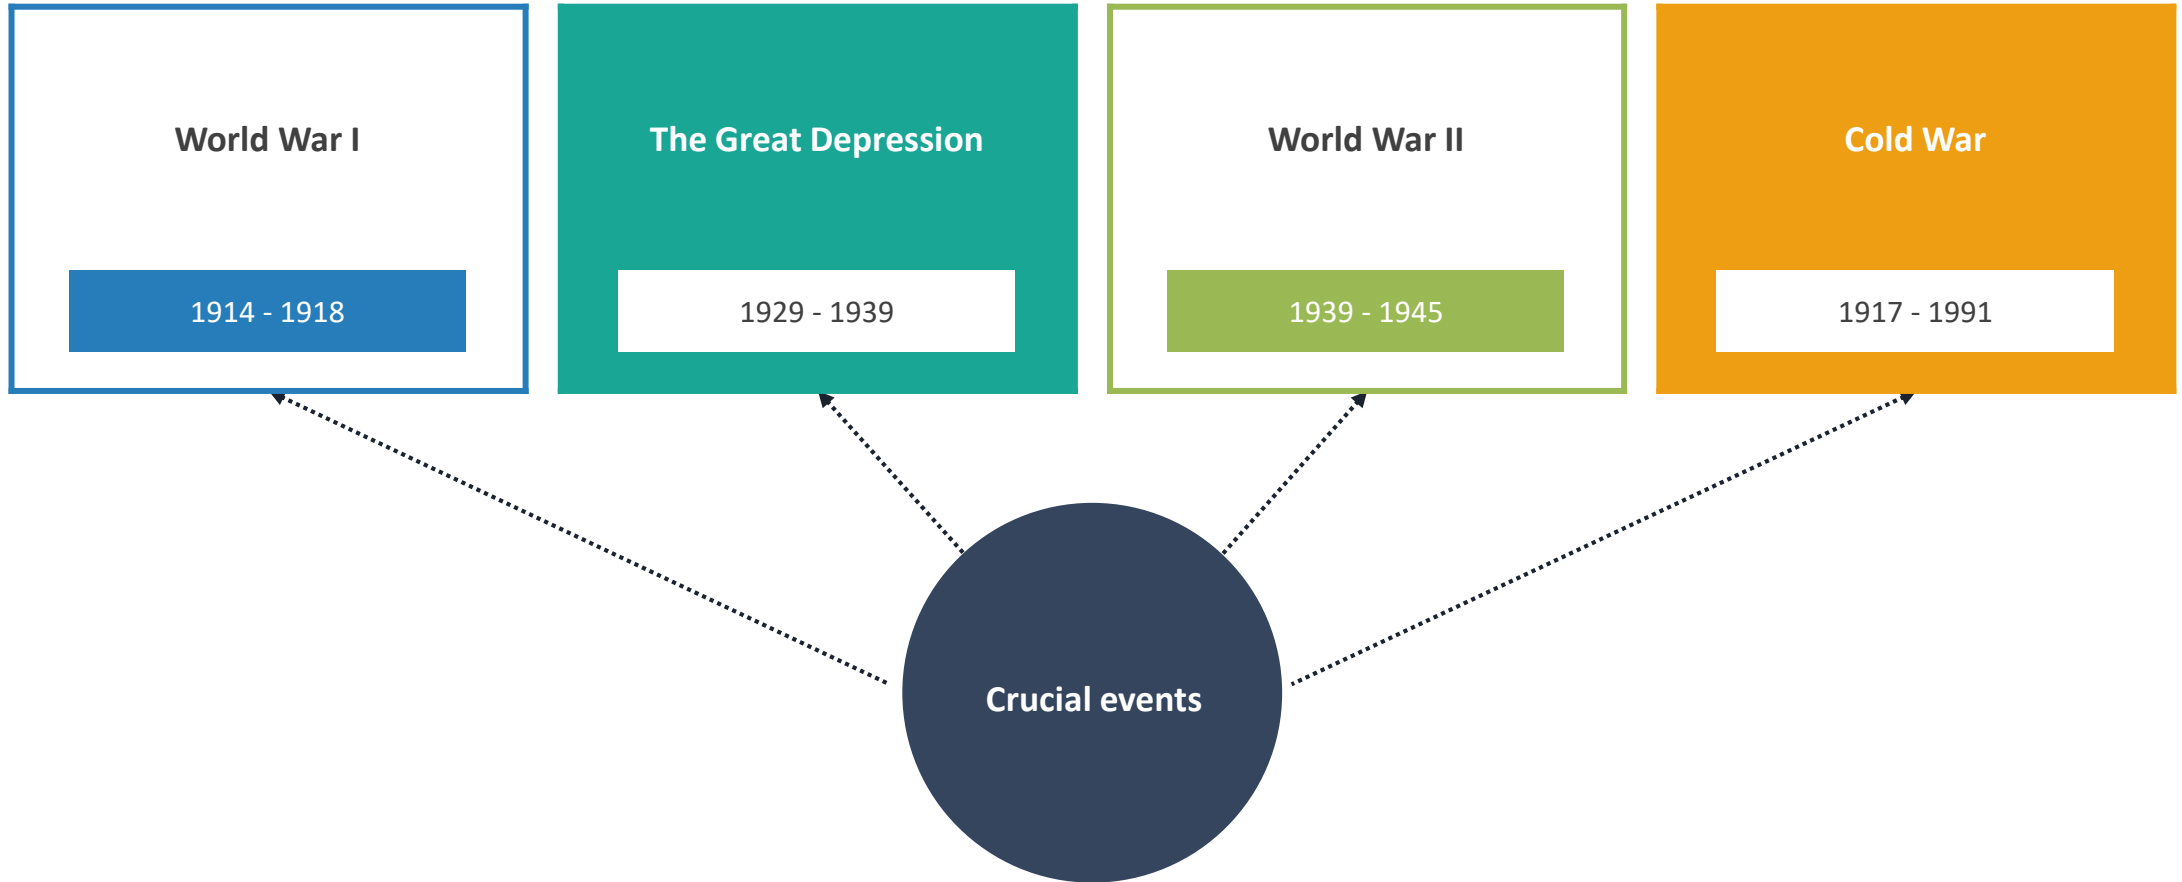 World War I
The Great Depression
World War II
Cold War
1914 - 1918
1929 - 1939
1939 - 1945
1917 - 1991
Crucial events